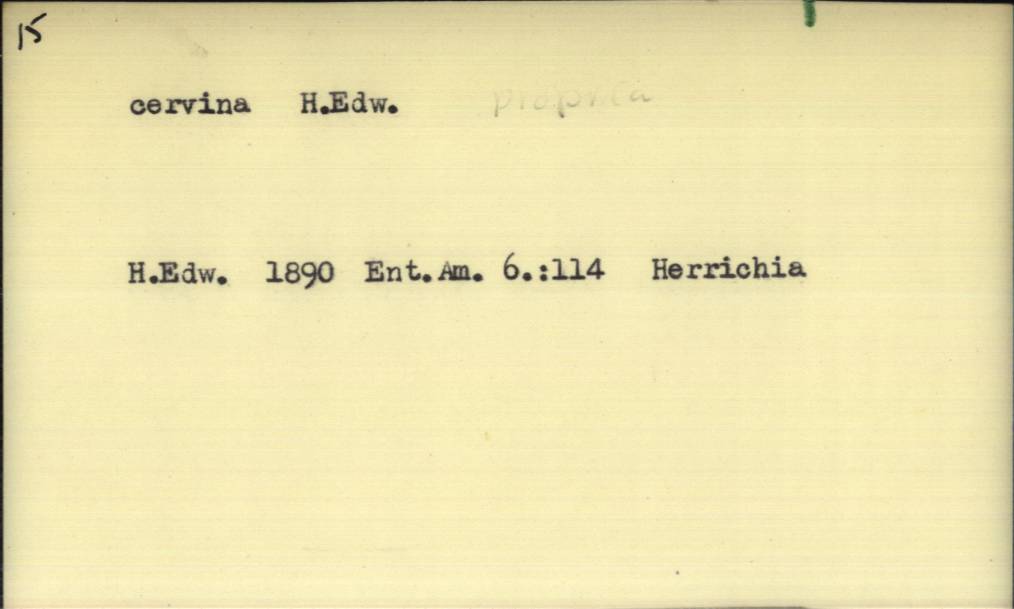 15
cervina H.Edw.
H.Edw. 1890 Ent.Am. 6.:114 Herrichia